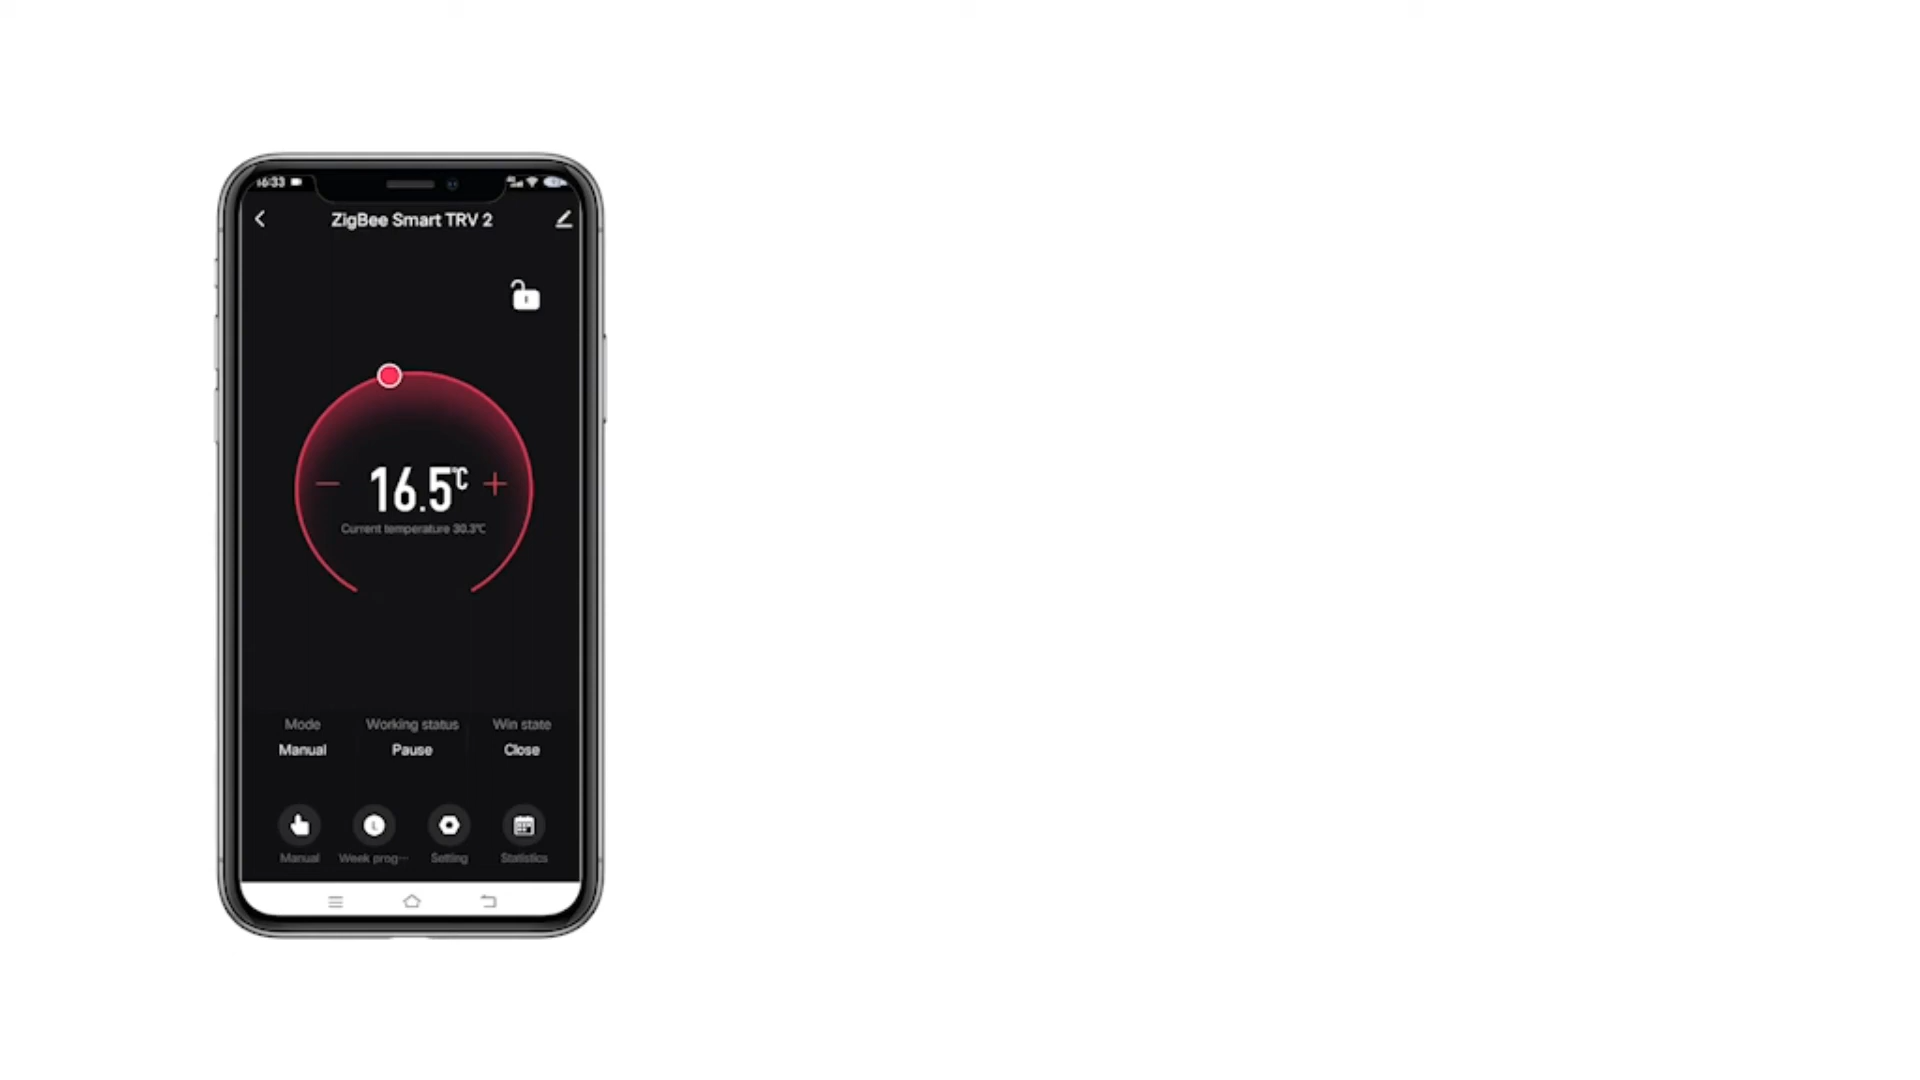 16:33
ZigBee Smart TRV 2
16.5℃
Current temperature 30.3℃
Mode Working status Win state
Manual Pause Close
Manual Week prog··· Setting Statistics